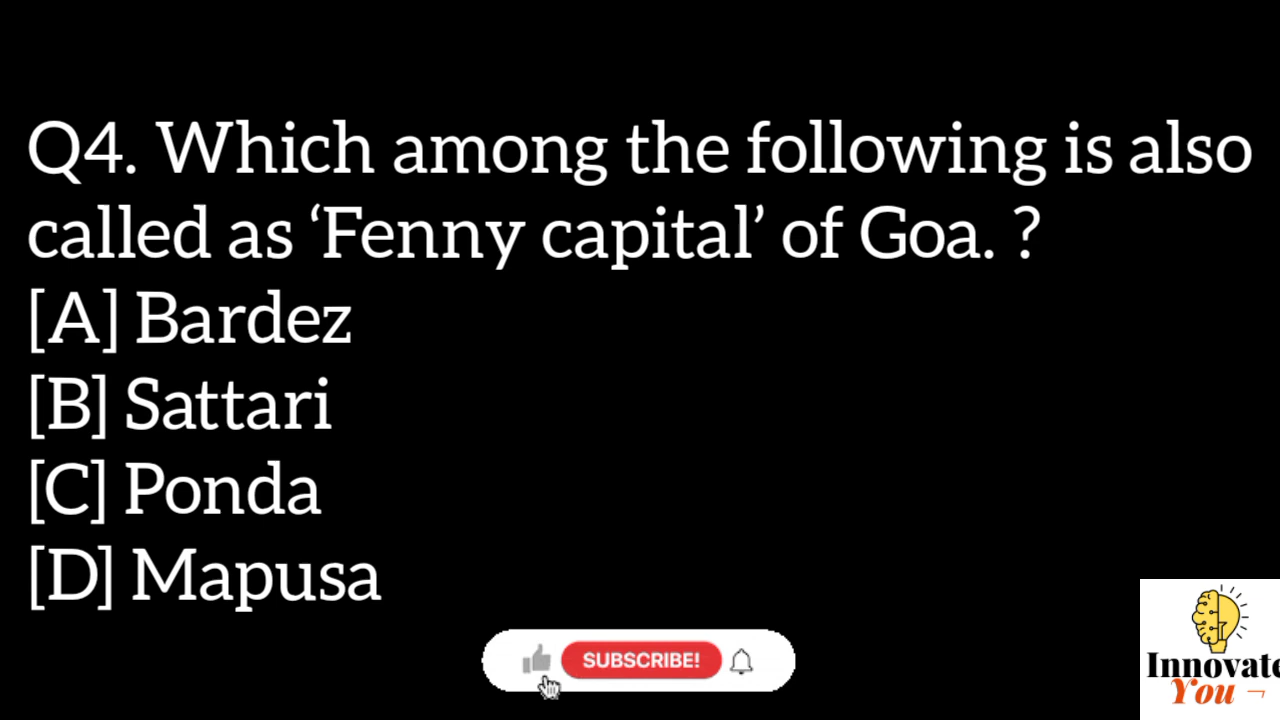 Q4. Which among the following is also
called as ‘Fenny capital’ of Goa. ?
[A] Bardez
[B] Sattari
[C] Ponda
[D] Mapusa
SUBSCRIBE!
Innovate
You